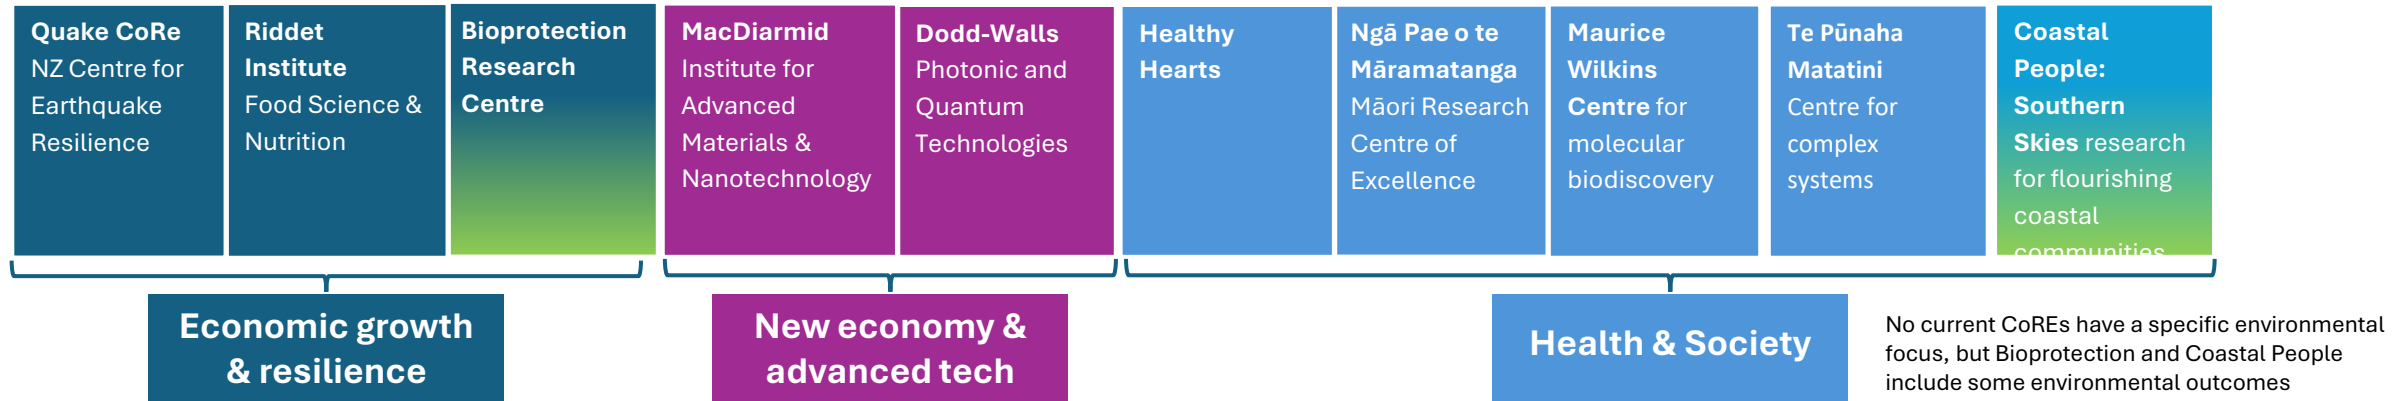 Quake CoRe
NZ Centre for
Earthquake
Resilience
Riddet
Institute
Food Science &
Nutrition
Bioprotection
Research
Centre
MacDiarmid
Institute for
Advanced
Materials &
Nanotechnology
Dodd-Walls
Photonic and
Quantum
Technologies
Healthy
Hearts
Ngā Pae o te
Māramatanga
Māori Research
Centre of
Excellence
Maurice
Wilkins
Centre for
molecular
biodiscovery
Te Pūnaha
Matatini
Centre for
complex
systems
Coastal
People:
Southern
Skies research
for flourishing
coastal
communities
Economic growth
& resilience
New economy &
advanced tech
Health & Society
No current CoREs have a specific environmental
focus, but Bioprotection and Coastal People
include some environmental outcomes